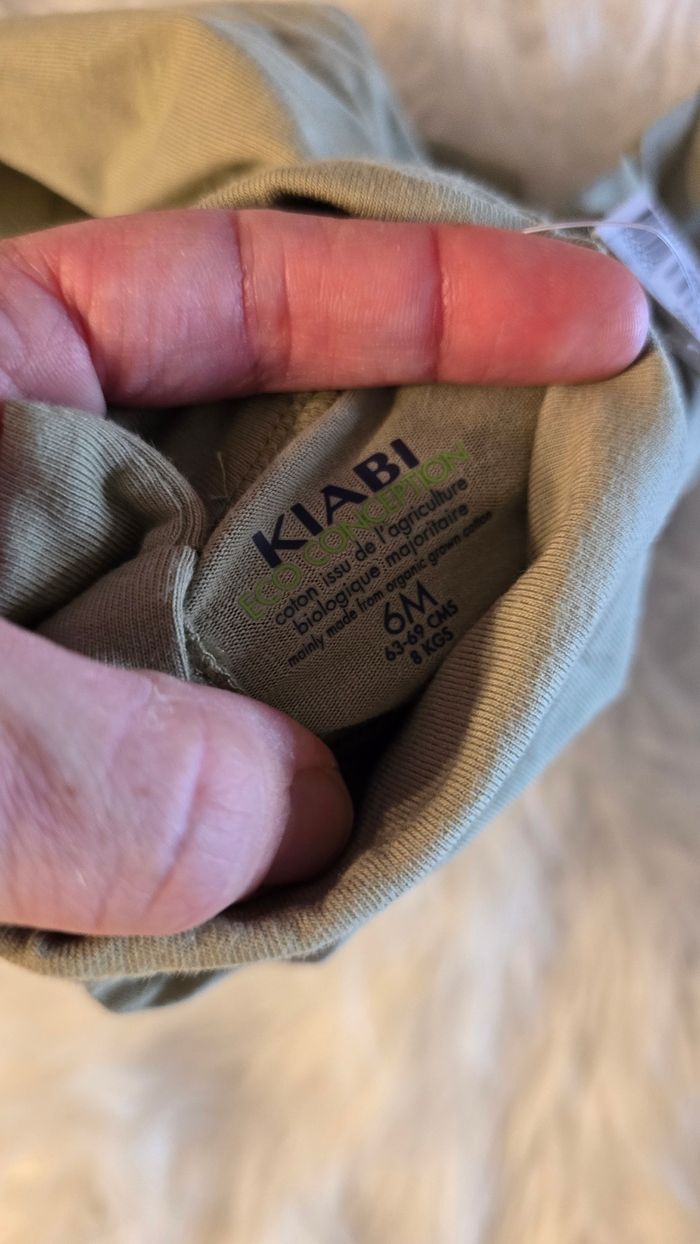 KIABI
ECO CONCEPTION
coton issu de l'agriculture
biologique majoritaire
mainly made from organic grown cotton
6M
63-69 CMS
8 KGS